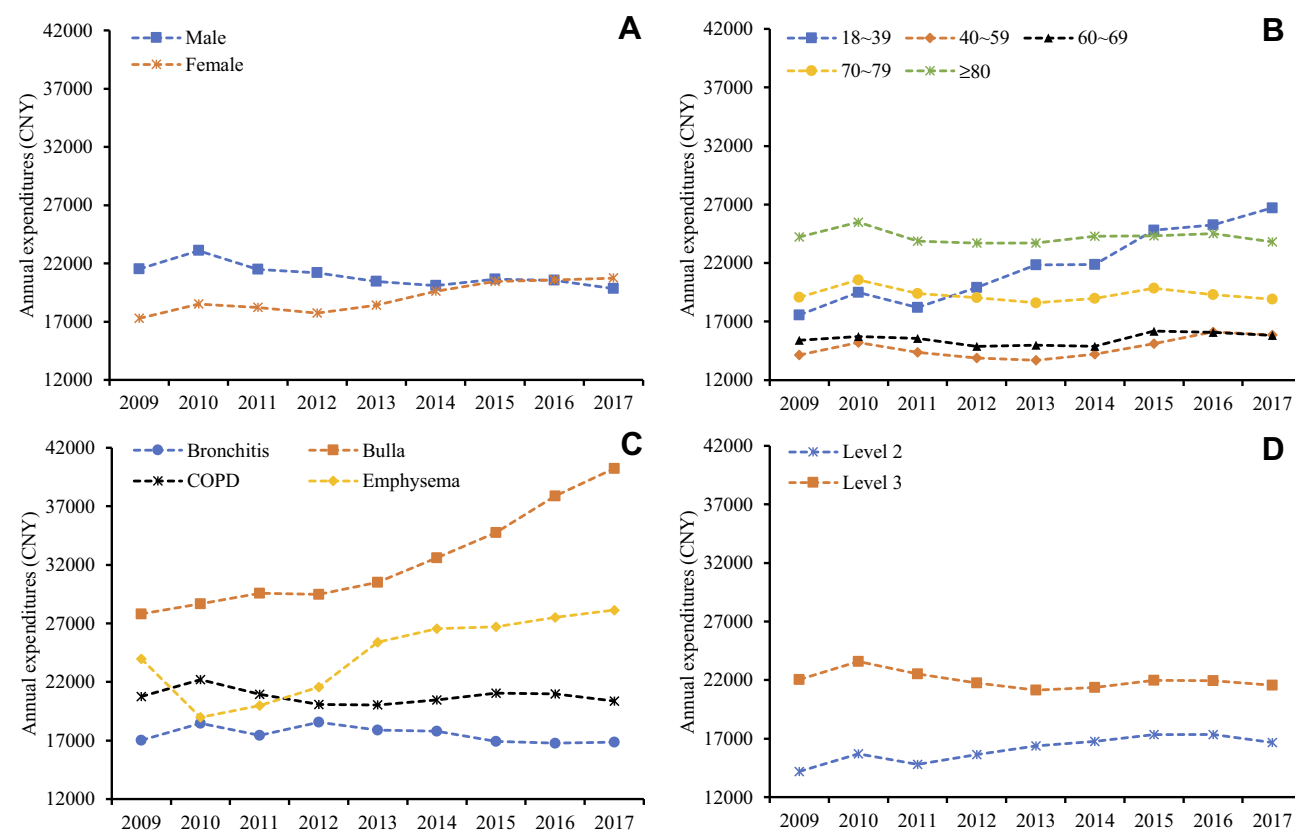 A
Male
Female
Annual expenditures (CNY)
42000
37000
32000
27000
22000
17000
12000
2009 2010 2011 2012 2013 2014 2015 2016 2017
B
18~39 40~59 60~69
70~79 ≥80
Annual expenditures (CNY)
42000
37000
32000
27000
22000
17000
12000
2009 2010 2011 2012 2013 2014 2015 2016 2017
C
Bronchitis Bulla
COPD Emphysema
Annual expenditures (CNY)
42000
37000
32000
27000
22000
17000
12000
2009 2010 2011 2012 2013 2014 2015 2016 2017
D
Level 2
Level 3
Annual expenditures (CNY)
42000
37000
32000
27000
22000
17000
12000
2009 2010 2011 2012 2013 2014 2015 2016 2017